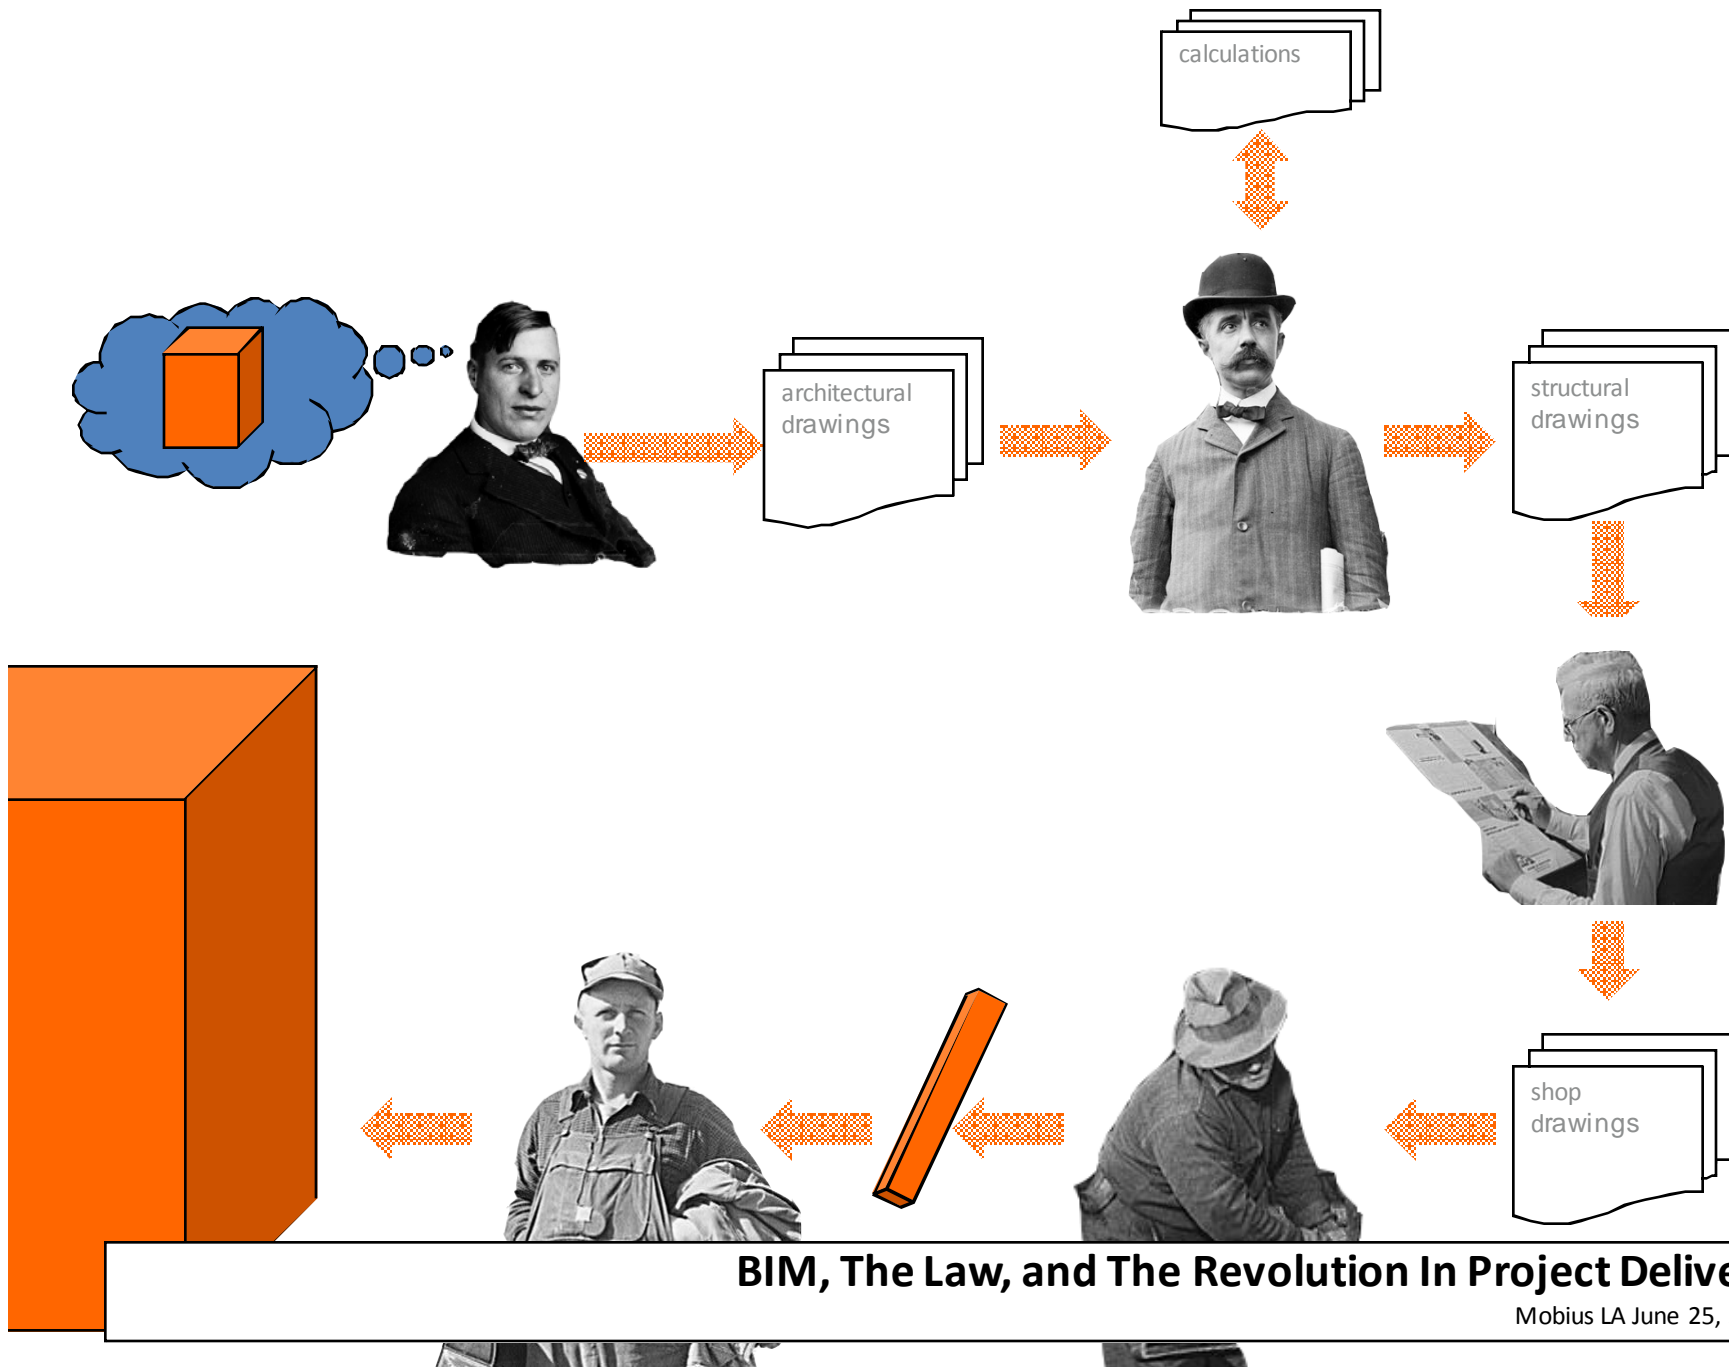 calculations
architectural
drawings
structural
drawings
shop
drawings
BIM, The Law, and The Revolution In Project Delive
Mobius LA June 25,